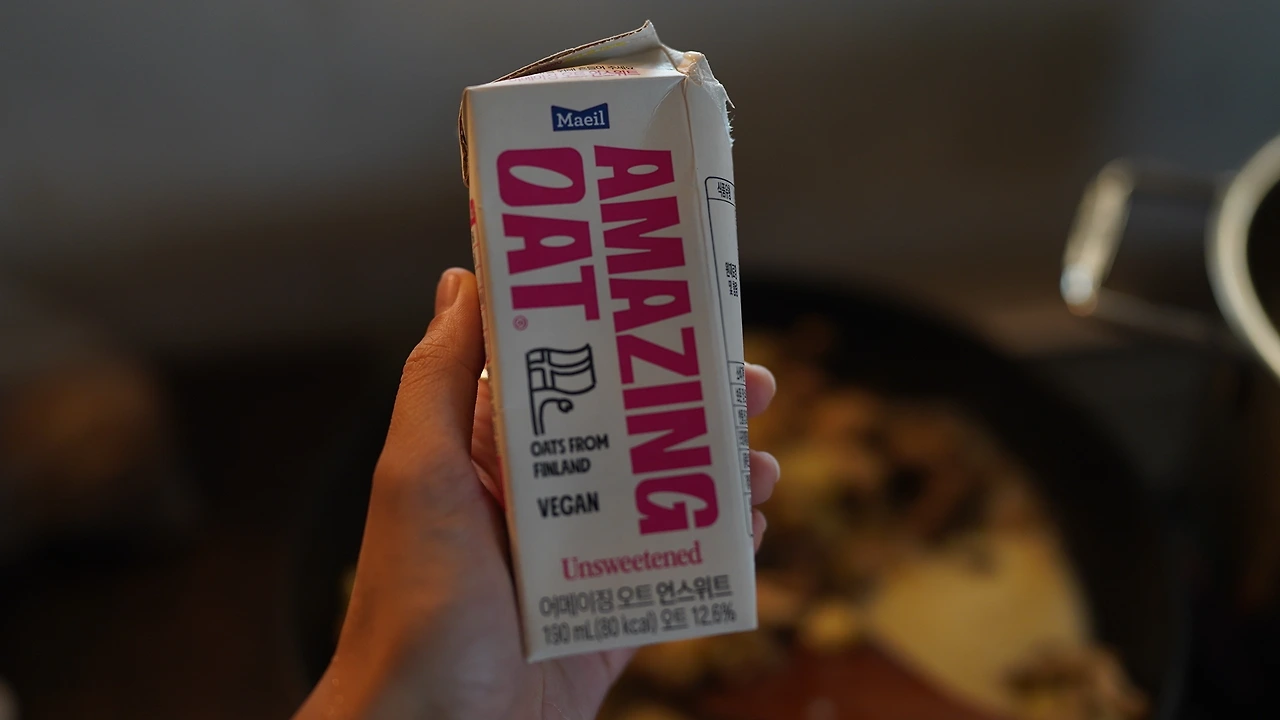 Maeil
AMAZING
OAT®
OATS FROM
FINLAND
VEGAN
Unsweetened
어메이징 오트 언스위트
190 mL(80 kcal) 오트 12.6%